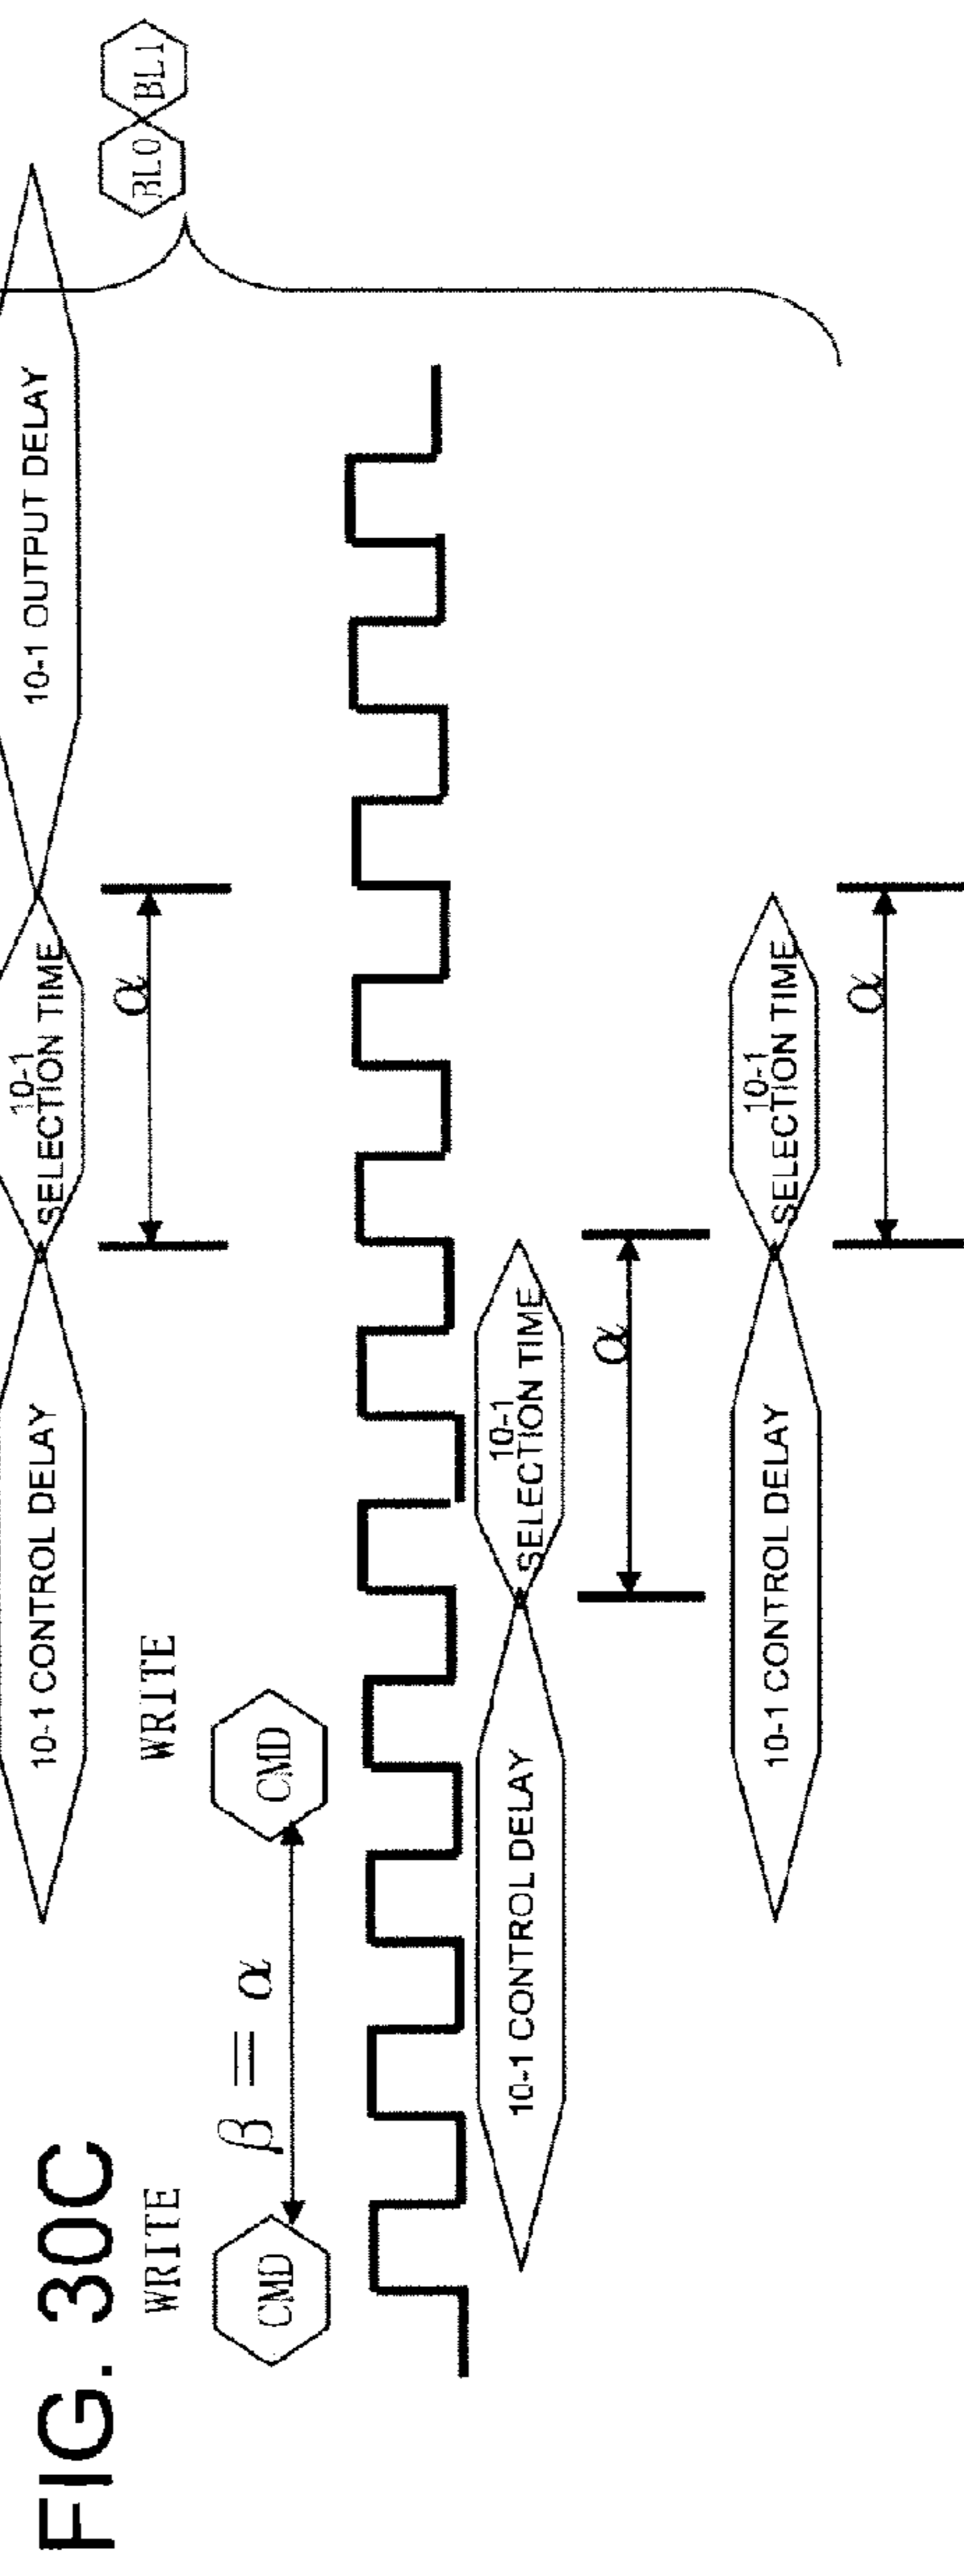 10-1 CONTROL DELAY
10-1
SELECTION TIME
10-1 OUTPUT DELAY
α
BL0
BL1
FIG. 30C
WRITE
WRITE
CMD
β = α
CMD
10-1 CONTROL DELAY
10-1
SELECTION TIME
α
10-1 CONTROL DELAY
10-1
SELECTION TIME
α